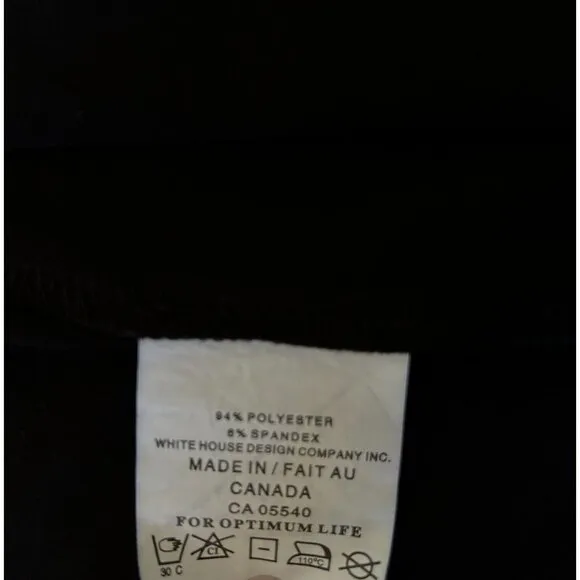 94% POLYESTER
6% SPANDEX
WHITE HOUSE DESIGN COMPANY INC.
MADE IN / FAIT AU
CANADA
CA 05540
FOR OPTIMUM LIFE
Cl
110°C
30 C